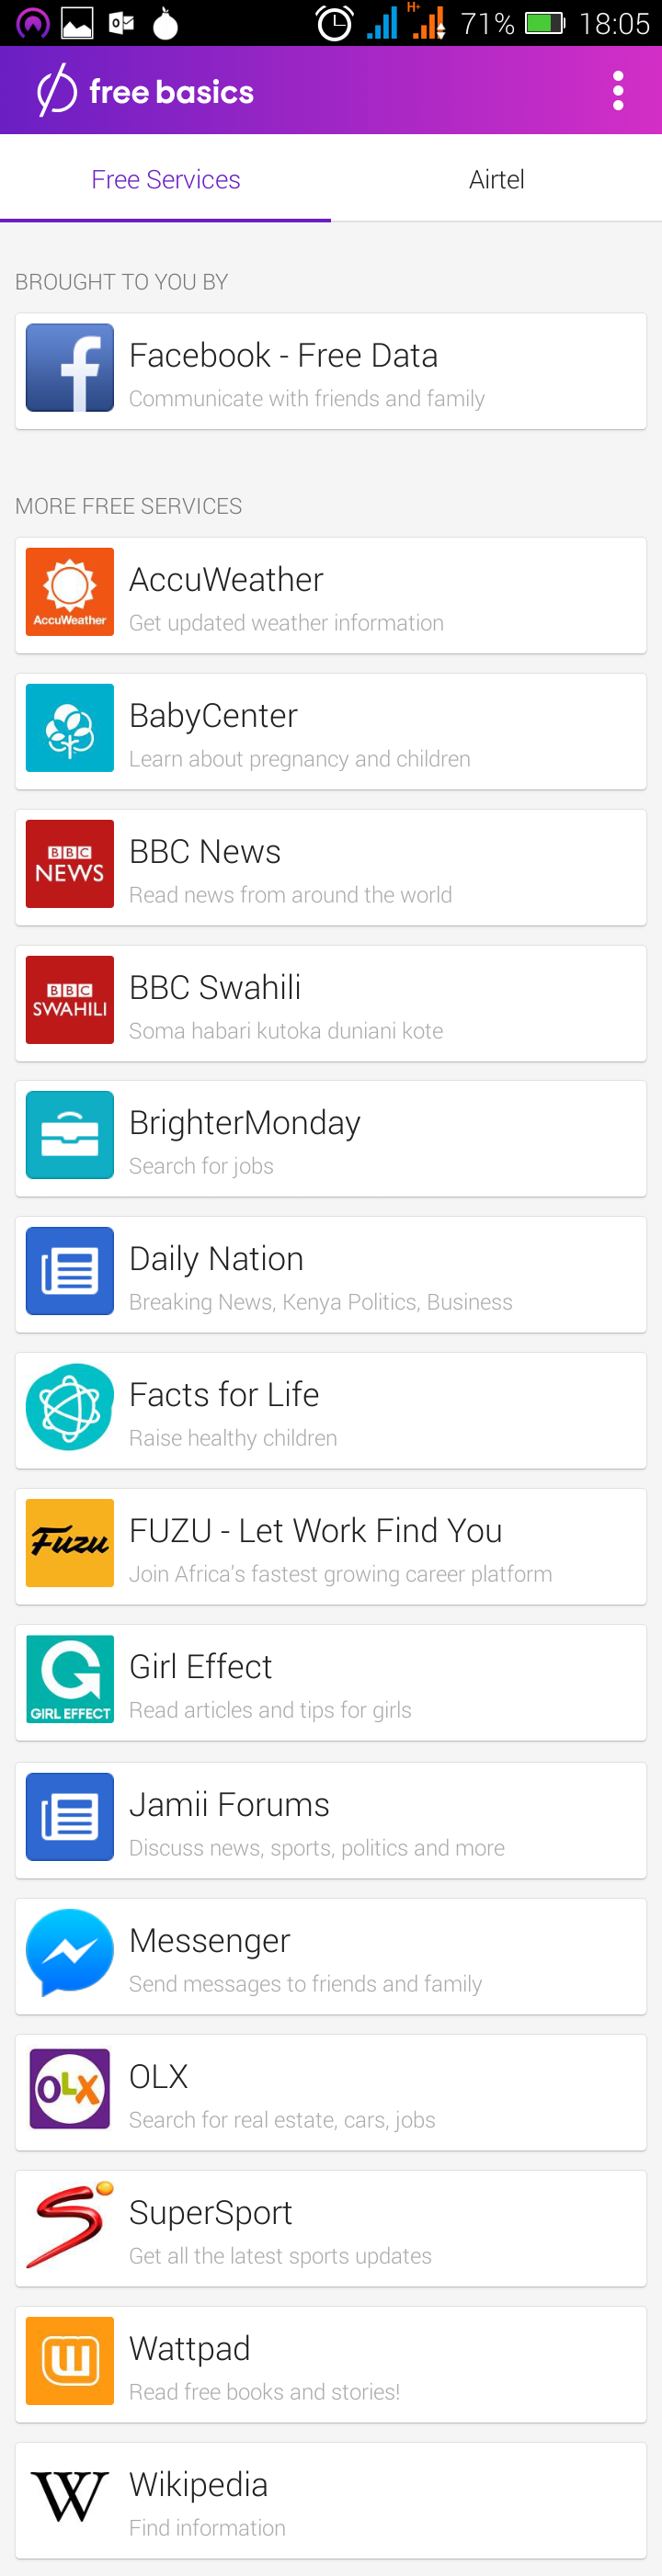 H+
71%
18:05
free basics
Free Services
Airtel
BROUGHT TO YOU BY
Facebook - Free Data
Communicate with friends and family
MORE FREE SERVICES
AccuWeather
AccuWeather
Get updated weather information
BabyCenter
Learn about pregnancy and children
BBC
NEWS
BBC News
Read news from around the world
BBC
SWAHILI
BBC Swahili
Soma habari kutoka duniani kote
BrighterMonday
Search for jobs
Daily Nation
Breaking News, Kenya Politics, Business
Facts for Life
Raise healthy children
Fuzu
FUZU - Let Work Find You
Join Africa's fastest growing career platform
GIRL EFFECT
Girl Effect
Read articles and tips for girls
Jamii Forums
Discuss news, sports, politics and more
Messenger
Send messages to friends and family
OLX
OLX
Search for real estate, cars, jobs
SuperSport
Get all the latest sports updates
Wattpad
Read free books and stories!
W
Wikipedia
Find information